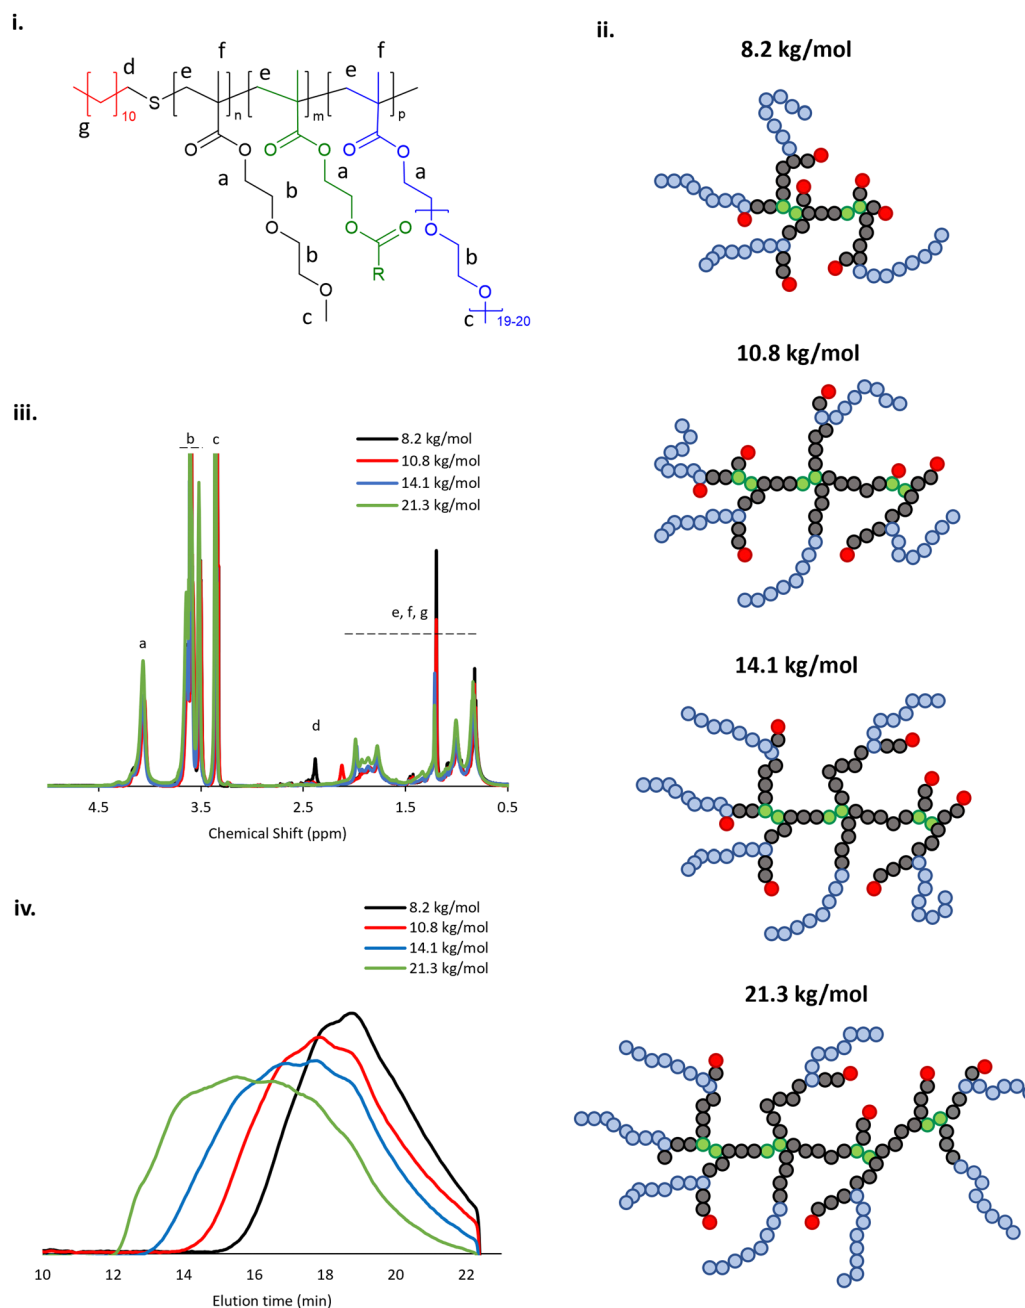 i.
f
f
d
e
e
e
S
n
m
p
g
10
O
O
O
O
O
O
a
a
a
b
O
O
O
b
O
b
R
O
O
c
c
19-20
ii.
8.2 kg/mol
10.8 kg/mol
14.1 kg/mol
21.3 kg/mol
iii.
b
c
8.2 kg/mol
10.8 kg/mol
14.1 kg/mol
21.3 kg/mol
e, f, g
a
d
4.5 3.5 2.5 1.5 0.5
Chemical Shift (ppm)
iv.
8.2 kg/mol
10.8 kg/mol
14.1 kg/mol
21.3 kg/mol
10 12 14 16 18 20 22
Elution time (min)